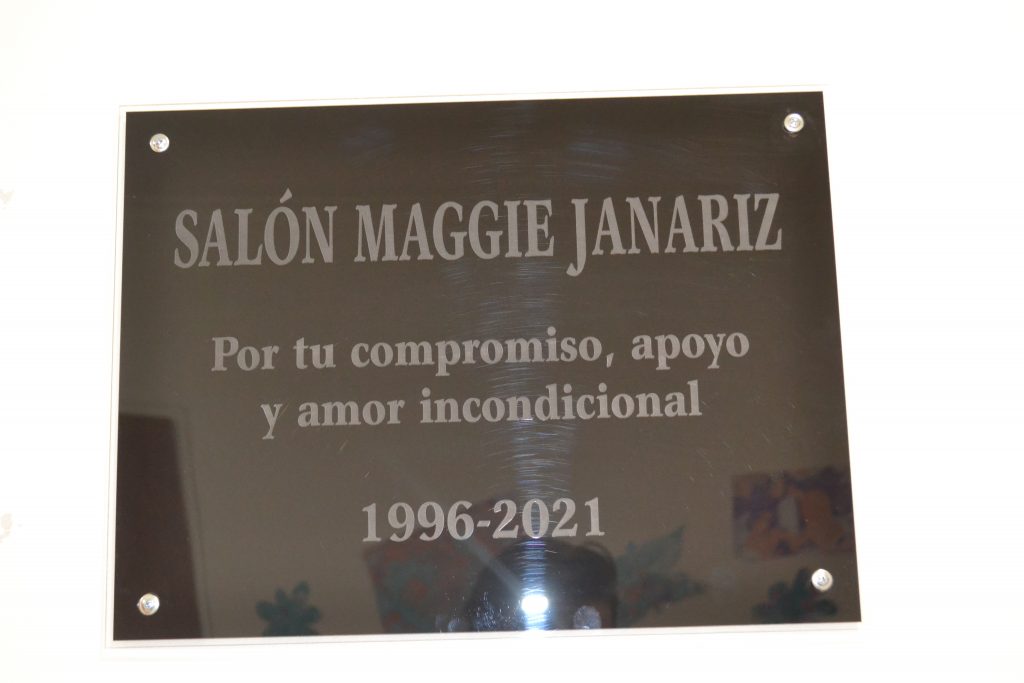 SALÓN MAGGIE JANARIZ
Por tu compromiso, apoyo
y amor incondicional
1996-2021